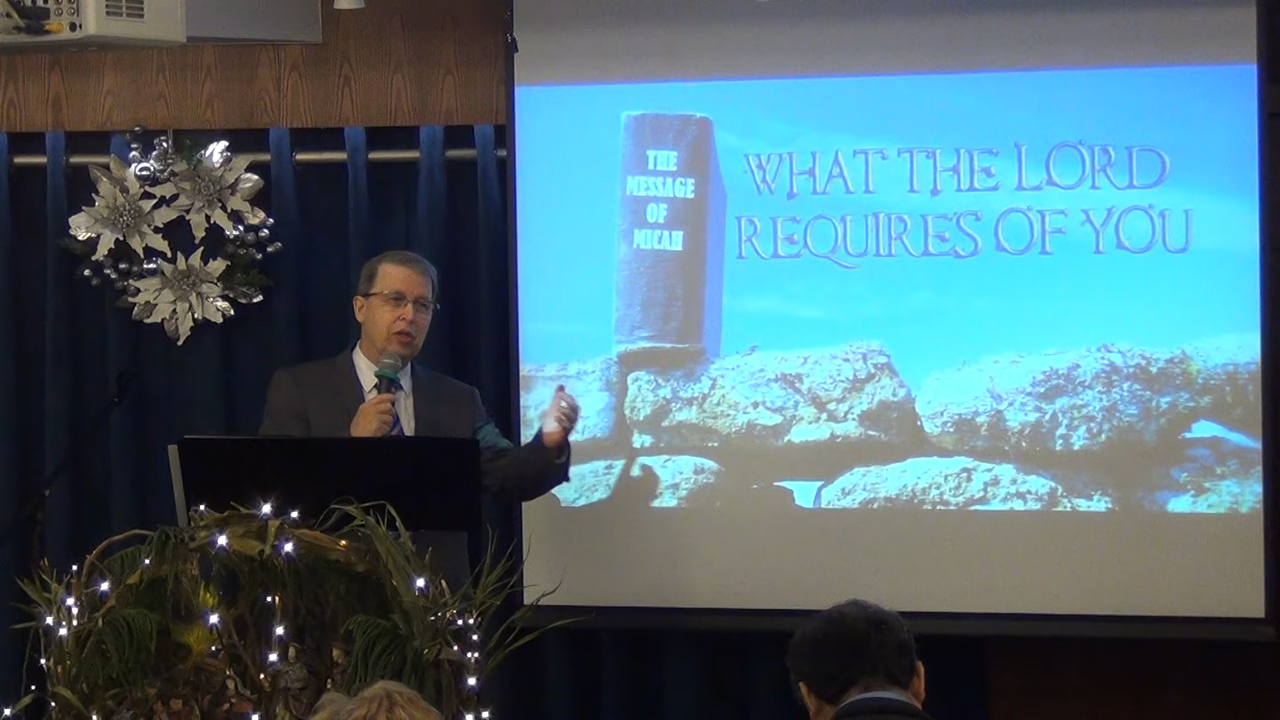 THE
MESSAGE
OF
MICAH
WHAT THE LORD
REQUIRES OF YOU